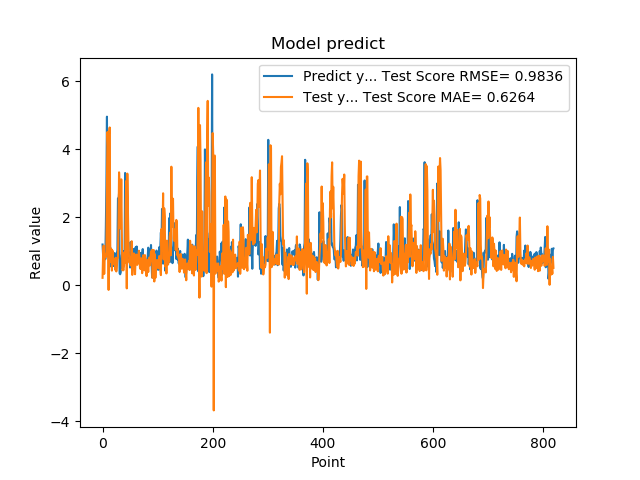 Model predict
Predict y... Test Score RMSE= 0.9836
Test y... Test Score MAE= 0.6264
6
4
2
0
−2
−4
Real value
0 200 400 600 800
Point